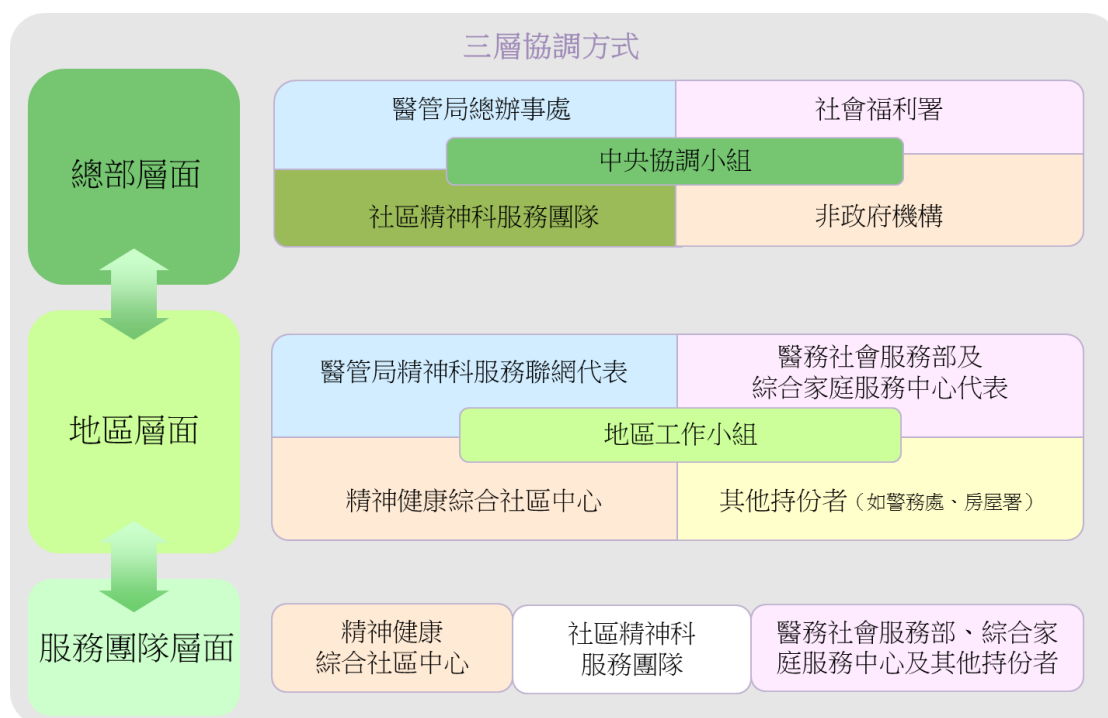 三層協調方式
總部層面
醫管局總辦事處
社會福利署
中央協調小組
社區精神科服務團隊
非政府機構
地區層面
醫管局精神科服務聯網代表
醫務社會服務部及
綜合家庭服務中心代表
地區工作小組
精神健康綜合社區中心
其他持份者（如警務處、房屋署）
服務團隊層面
精神健康
綜合社區中心
社區精神科
服務團隊
醫務社會服務部、綜合家
庭服務中心及其他持份者